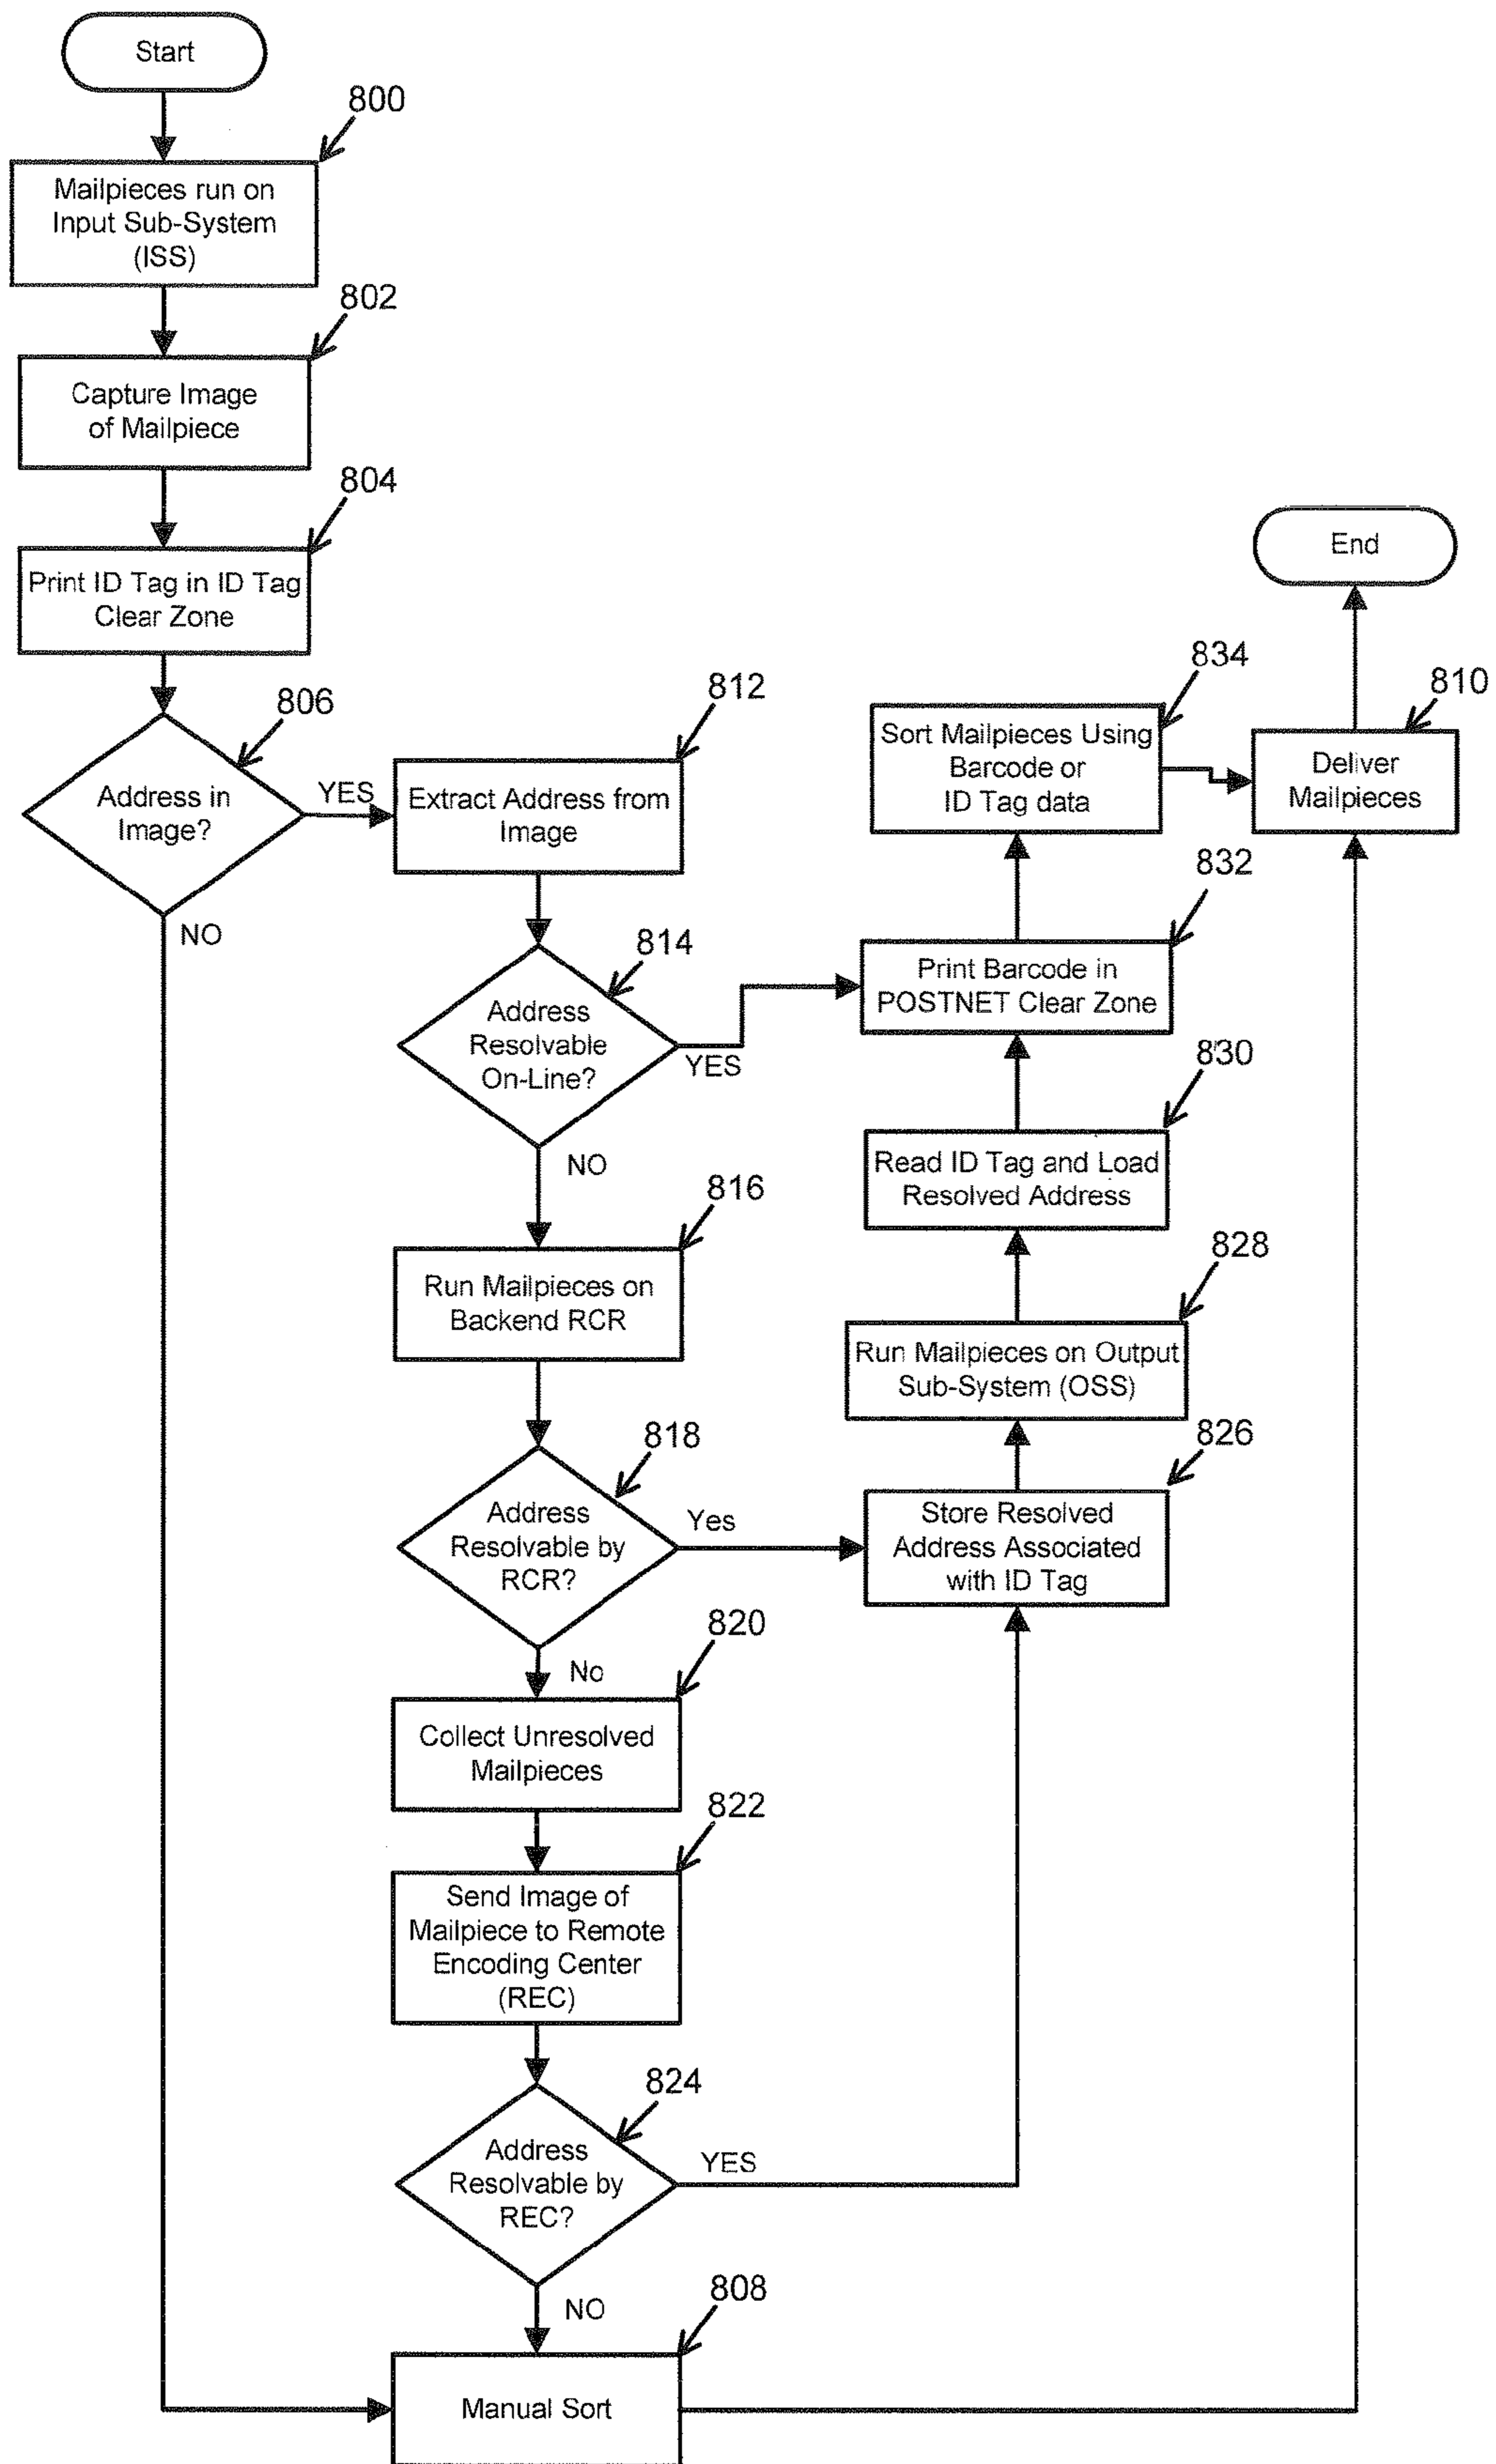 Start
800
Mailpieces run on
Input Sub-System
(ISS)
802
Capture Image
of Mailpiece
804
Print ID Tag in ID Tag
Clear Zone
806
Address in
Image?
YES
NO
812
Extract Address from
Image
814
Address
Resolvable
On-Line?
YES
NO
816
Run Mailpieces on
Backend RCR
818
Address
Resolvable by
RCR?
Yes
No
820
Collect Unresolved
Mailpieces
822
Send Image of
Mailpiece to Remote
Encoding Center
(REC)
824
Address
Resolvable by
REC?
YES
NO
808
Manual Sort
826
Store Resolved
Address Associated
with ID Tag
828
Run Mailpieces on Output
Sub-System (OSS)
830
Read ID Tag and Load
Resolved Address
832
Print Barcode in
POSTNET Clear Zone
834
Sort Mailpieces Using
Barcode or
ID Tag data
810
Deliver
Mailpieces
End